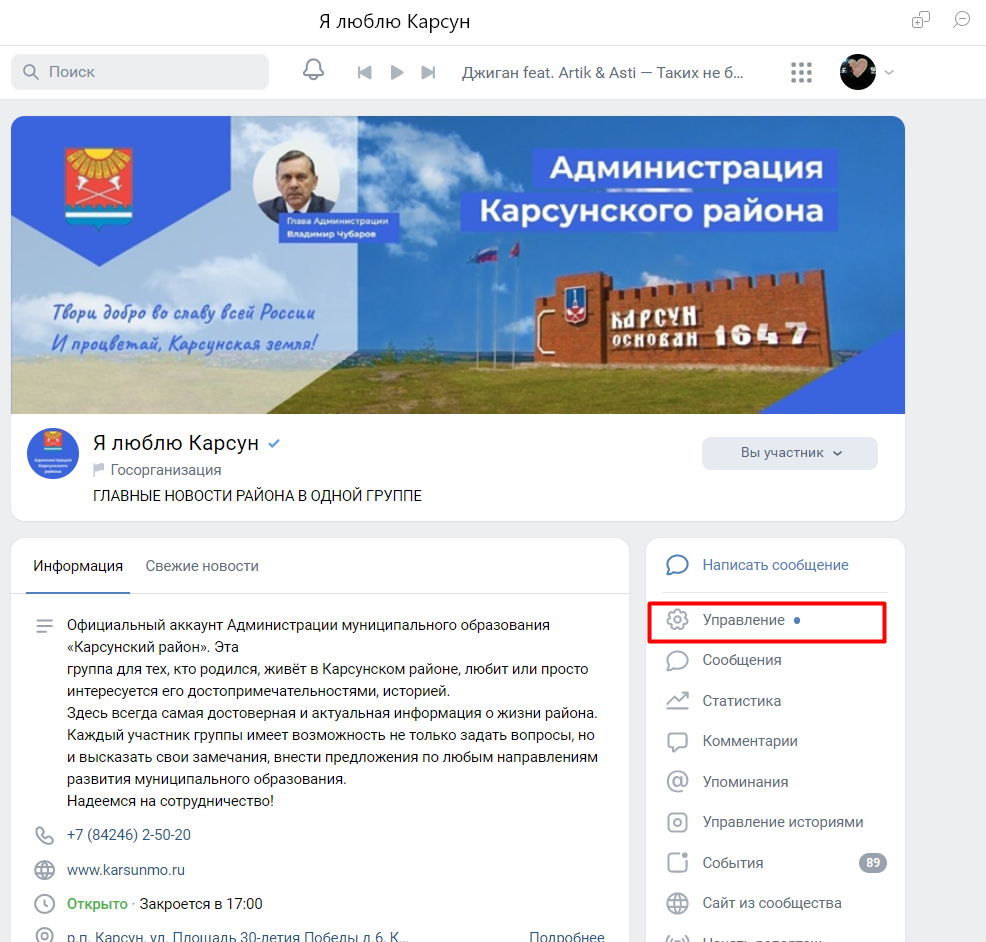 Я люблю Карсун
Поиск
Джиган feat. Artik & Asti — Таких не б...
Администрация
Карсунского района
Глава Администрации
Владимир Чубаров
Твори добро во славу всей России
И процветай, Карсунская земля!
КАРСУН
ОСНОВАН 1647
Администрация
Карсунского
района
Я люблю Карсун
Госорганизация
ГЛАВНЫЕ НОВОСТИ РАЙОНА В ОДНОЙ ГРУППЕ
Вы участник
Информация
Свежие новости
Официальный аккаунт Администрации муниципального образования
«Карсунский район». Эта
группа для тех, кто родился, живёт в Карсунском районе, любит или просто
интересуется его достопримечательностями, историей.
Здесь всегда самая достоверная и актуальная информация о жизни района.
Каждый участник группы имеет возможность не только задать вопросы, но
и высказать свои замечания, внести предложения по любым направлениям
развития муниципального образования.
Надеемся на сотрудничество!
+7 (84246) 2-50-20
www.karsunmo.ru
Открыто · Закроется в 17:00
р.п. Карсун, ул. Площадь 30-летия Победы д.6, К...
Подробнее
Написать сообщение
Управление
Сообщения
Статистика
Комментарии
Упоминания
Управление историями
События 89
Сайт из сообщества
Начать репортаж